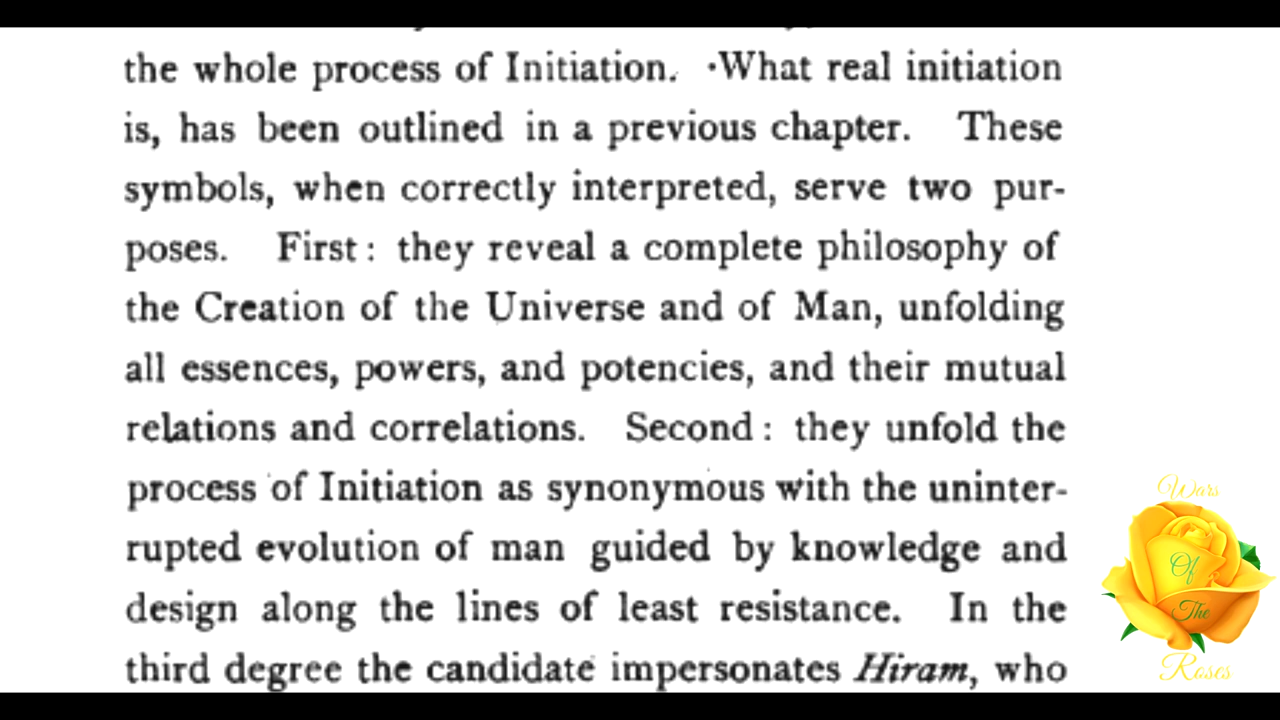 the whole process of Initiation. ·What real initiation
is, has been outlined in a previous chapter. These
symbols, when correctly interpreted, serve two pur-
poses. First : they reveal a complete philosophy of
the Creation of the Universe and of Man, unfolding
all essences, powers, and potencies, and their mutual
relations and correlations. Second : they unfold the
process of Initiation as synonymous with the uninter-
rupted evolution of man guided by knowledge and
design along the lines of least resistance. In the
third degree the candidate impersonates Hiram, who
Wars
Of
The
Roses